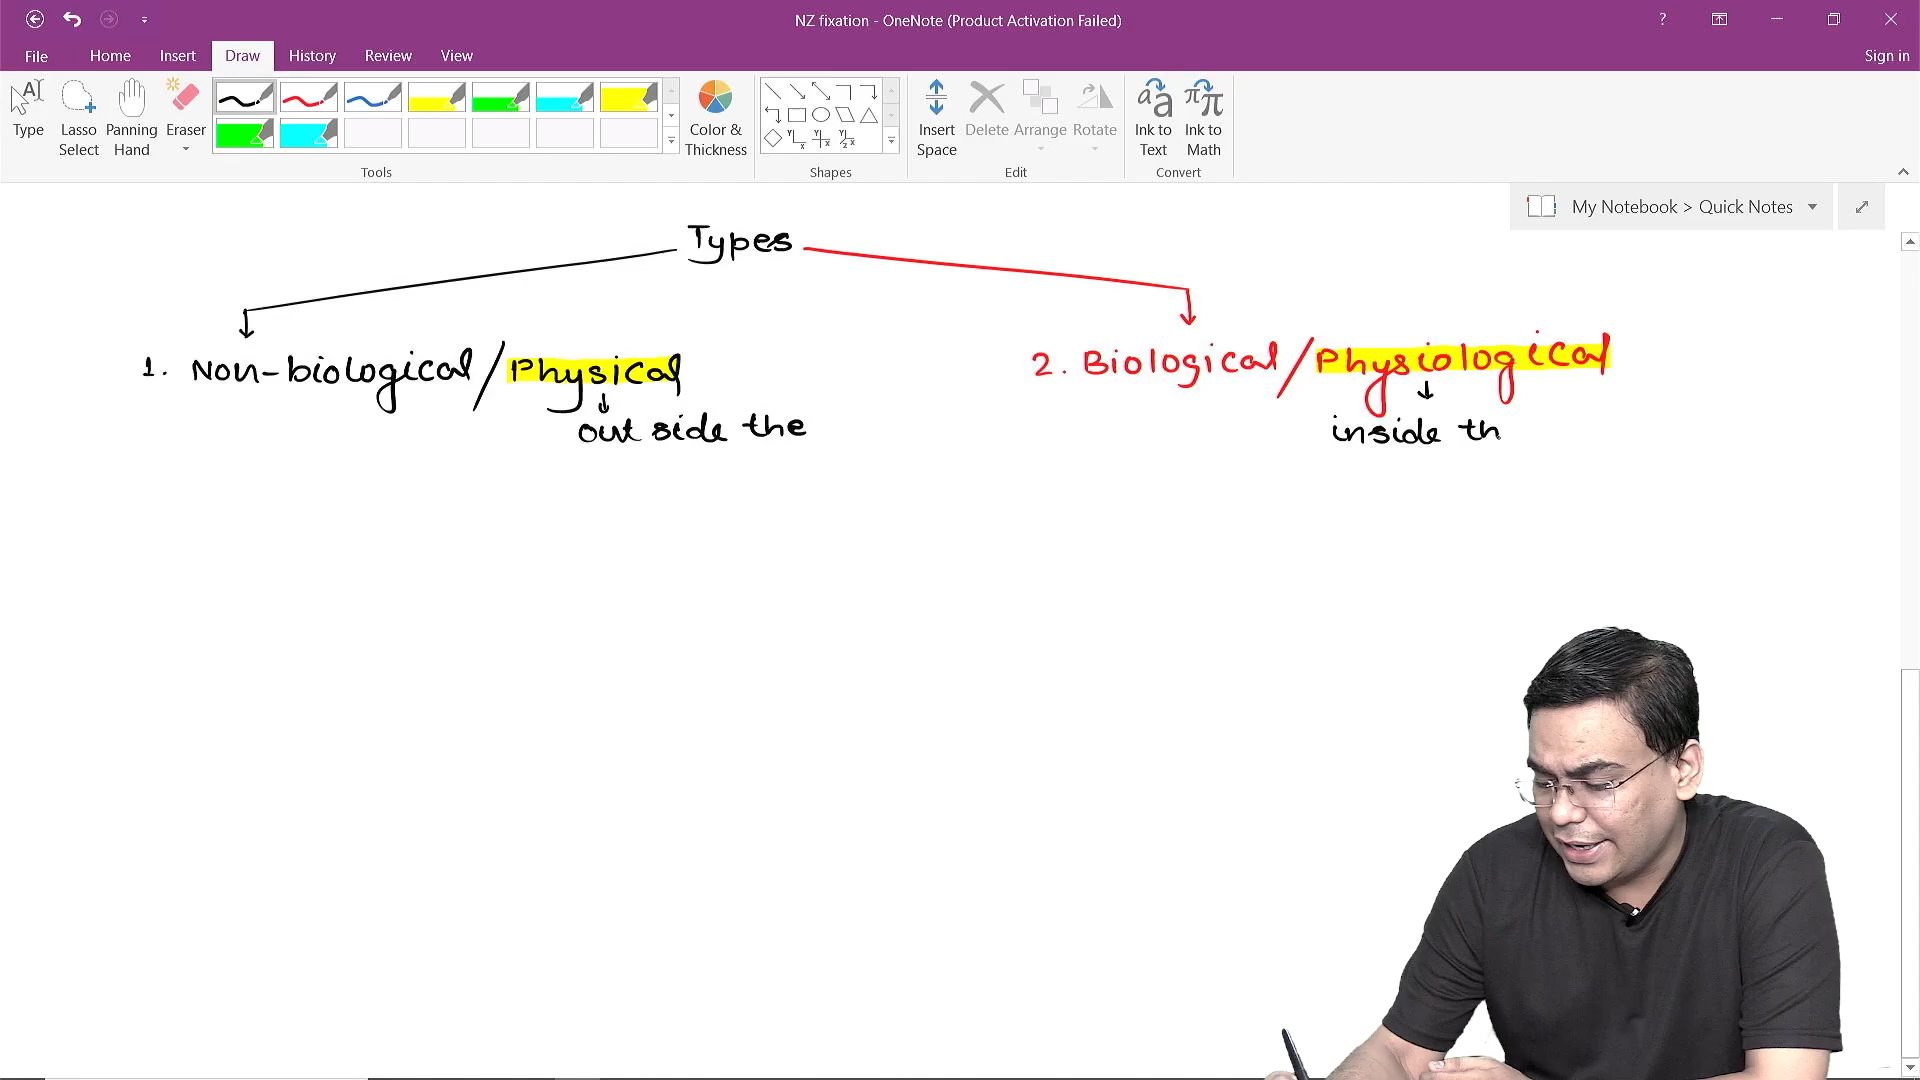 NZ fixation - OneNote (Product Activation Failed)
?
File Home Insert Draw History Review View
Sign in
Type
Lasso Select
Panning Hand
Eraser
Color & Thickness
Insert Space
Delete
Arrange
Rotate
Ink to Text
Ink to Math
Tools
Shapes
Edit
Convert
My Notebook > Quick Notes
Types
1. Non-biological/Physical
out side the
2. Biological/Physiological
inside th